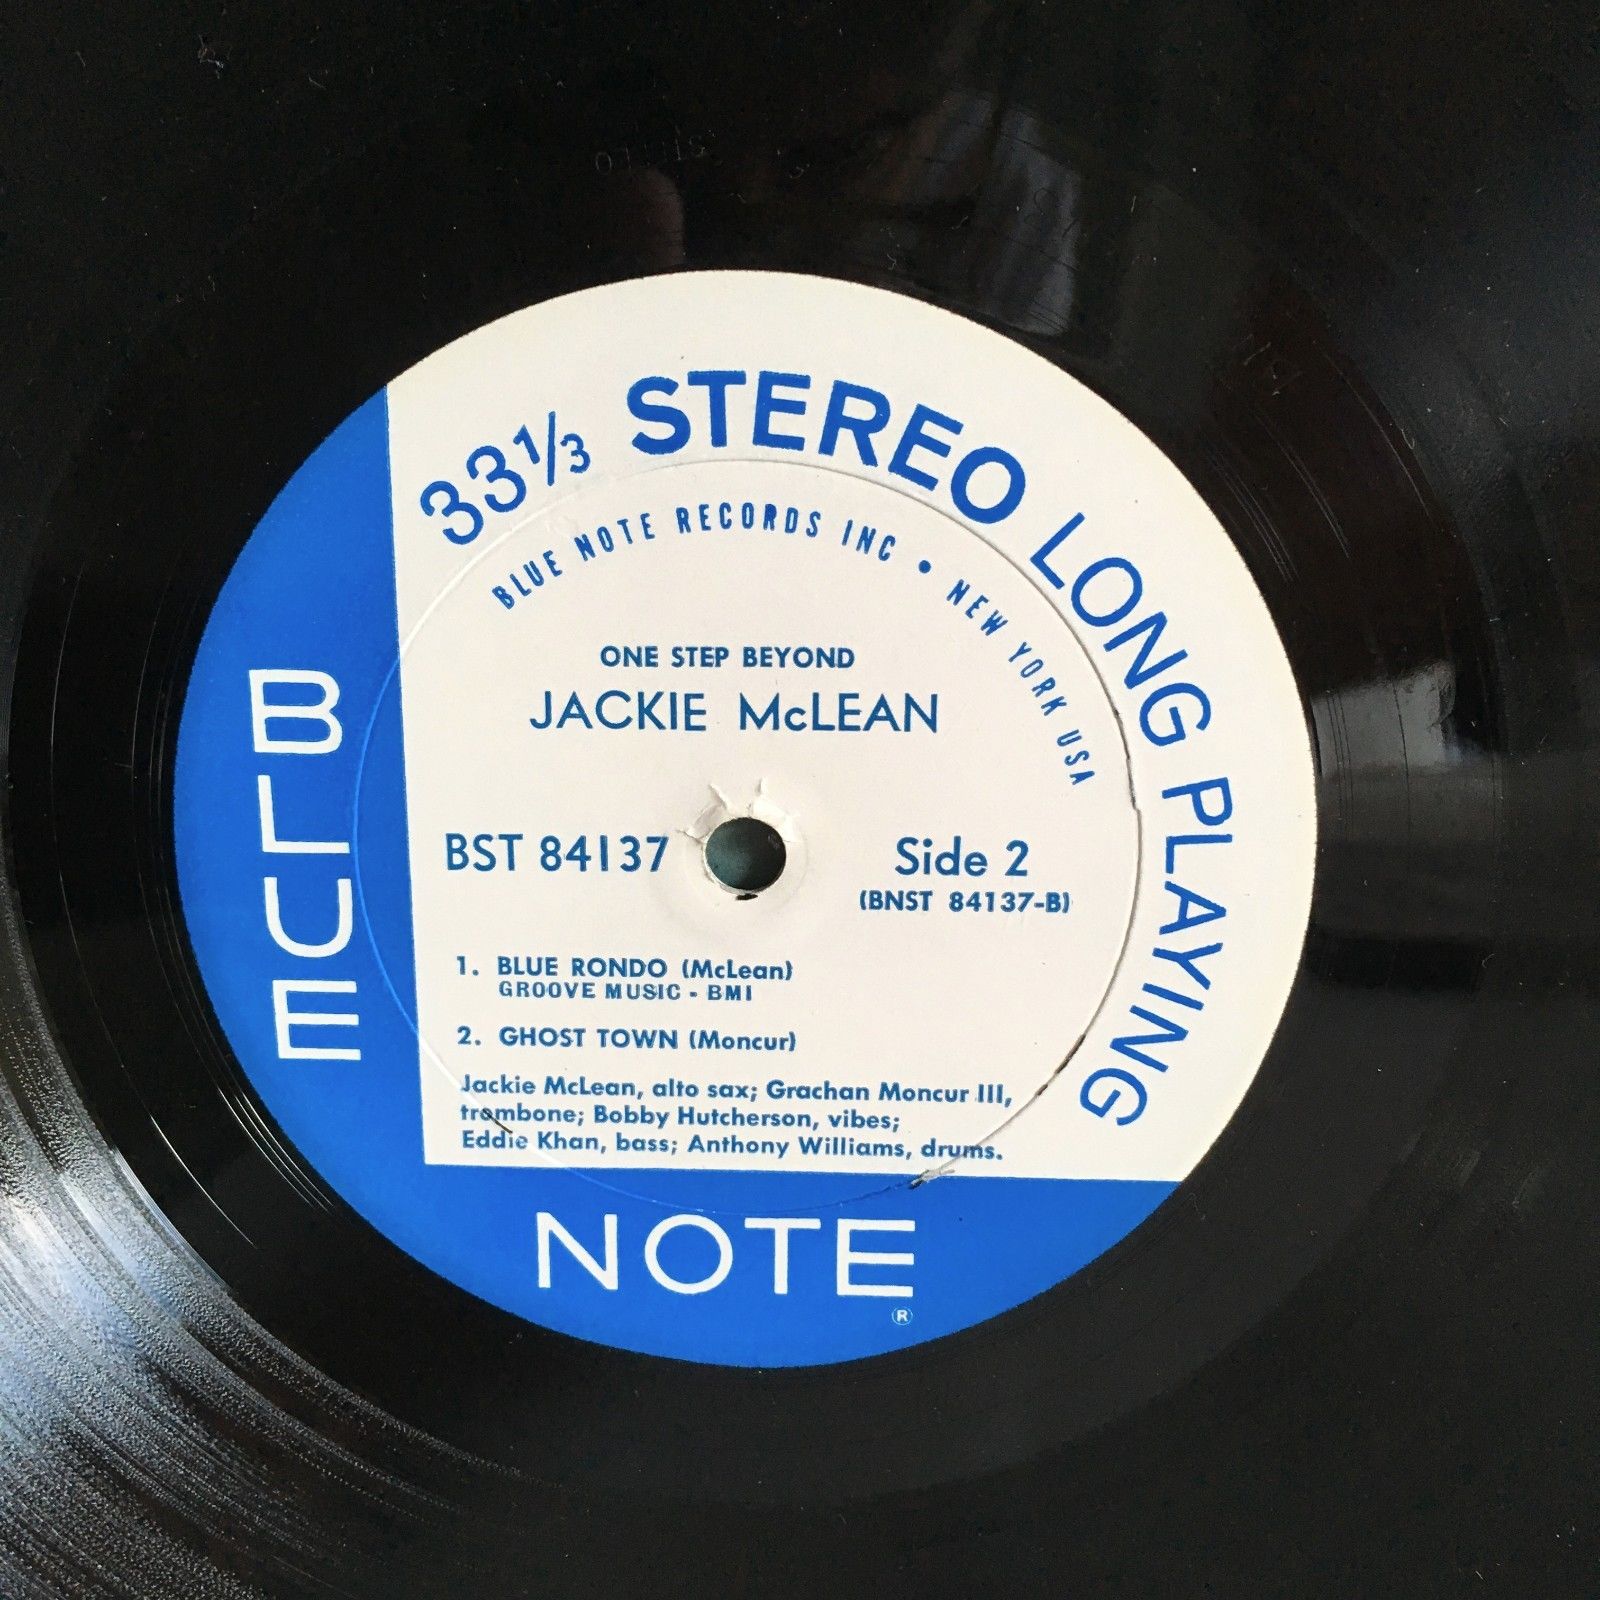 33⅓ STEREO LONG PLAYING
BLUE NOTE RECORDS INC • NEW YORK USA
ONE STEP BEYOND
JACKIE McLEAN
BST 84137
Side 2
(BNST 84137-B)
1. BLUE RONDO (McLean)
GROOVE MUSIC - BMI
2. GHOST TOWN (Moncur)
Jackie McLean, alto sax; Grachan Moncur III,
trombone; Bobby Hutcherson, vibes;
Eddie Khan, bass; Anthony Williams, drums.
BLUE
NOTE
®
STEREO